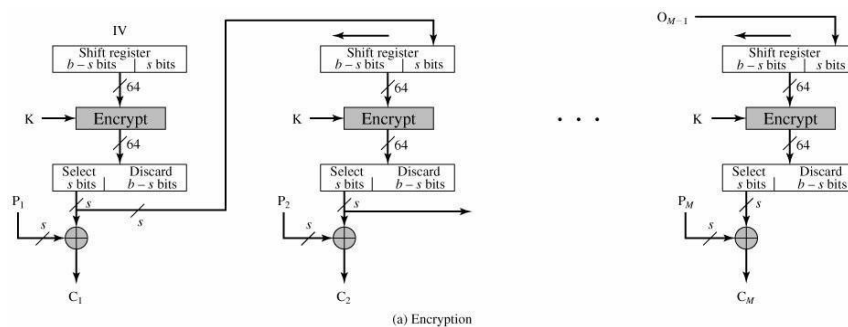 IV
Shift register
b – s bits | s bits
64
K
Encrypt
64
Select Discard
s bits | b – s bits
P1
s
s
s
C1
Shift register
b – s bits | s bits
64
K
Encrypt
64
Select Discard
s bits | b – s bits
P2
s
s
C2
. . .
OM–1
Shift register
b – s bits | s bits
64
K
Encrypt
64
Select Discard
s bits | b – s bits
PM
s
s
CM
(a) Encryption